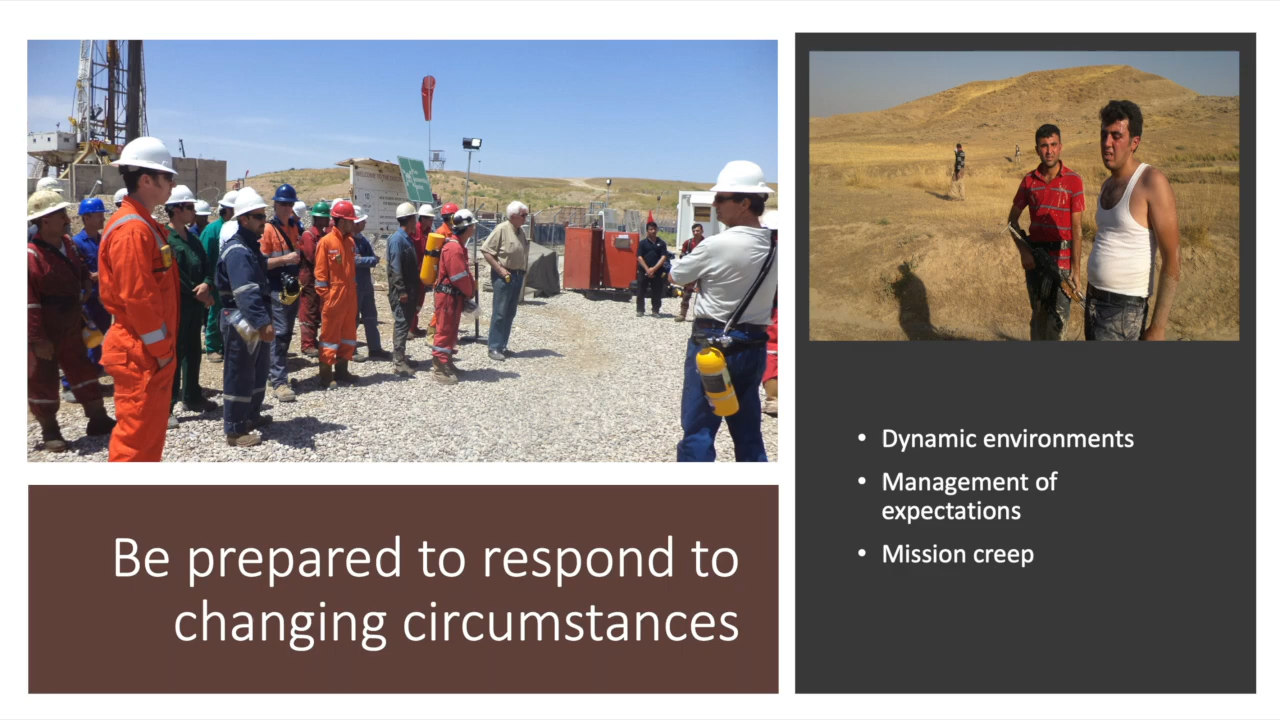 Be prepared to respond to
changing circumstances
• Dynamic environments
• Management of
expectations
• Mission creep